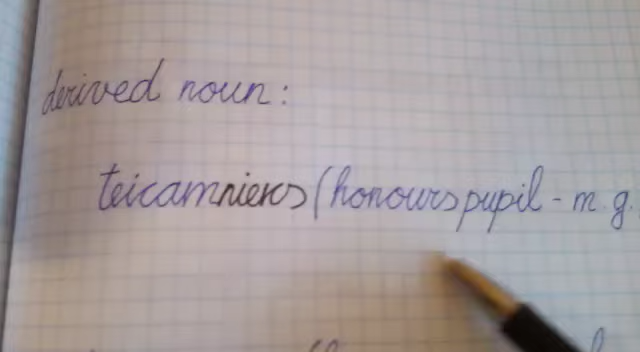 derived noun:
teicamnieks (honours pupil - m. g.